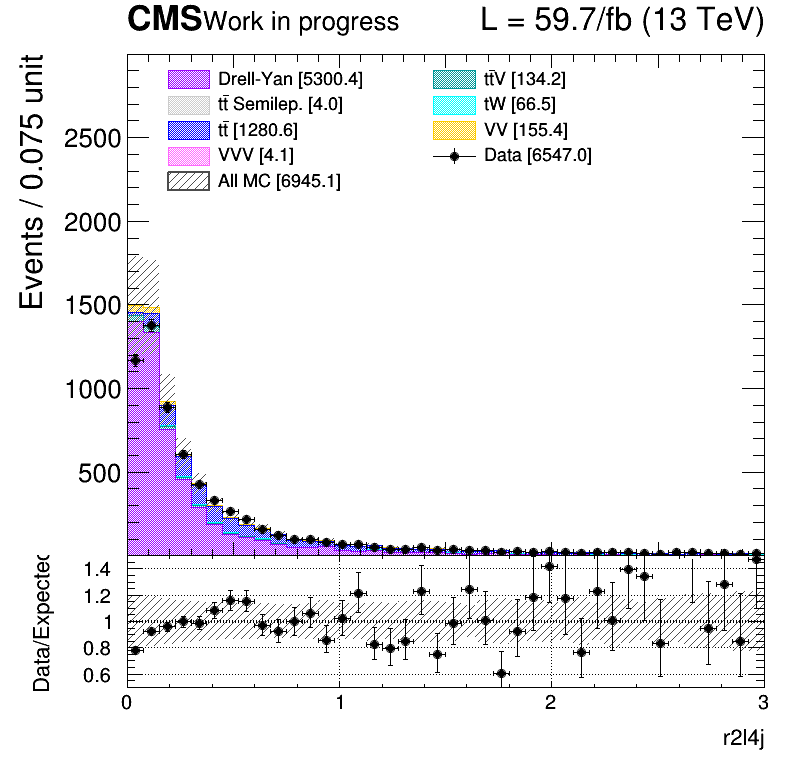 CMS Work in progress L = 59.7/fb (13 TeV)
Events / 0.075 unit
2500
2000
1500
1000
500
Drell-Yan [5300.4]
tt̄ Semilep. [4.0]
tt̄ [1280.6]
VVV [4.1]
All MC [6945.1]
tt̄V [134.2]
tW [66.5]
VV [155.4]
Data [6547.0]
Data/Expected
1.4
1.2
1
0.8
0.6
0 1 2 3
r2l4j